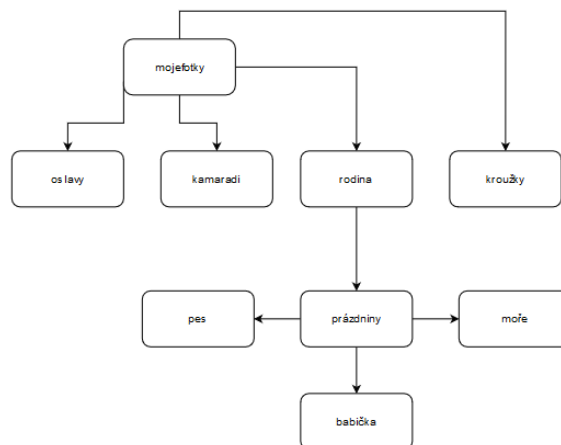 mojefotky
oslavy
kamaradi
rodina
kroužky
pes
prázdniny
moře
babička